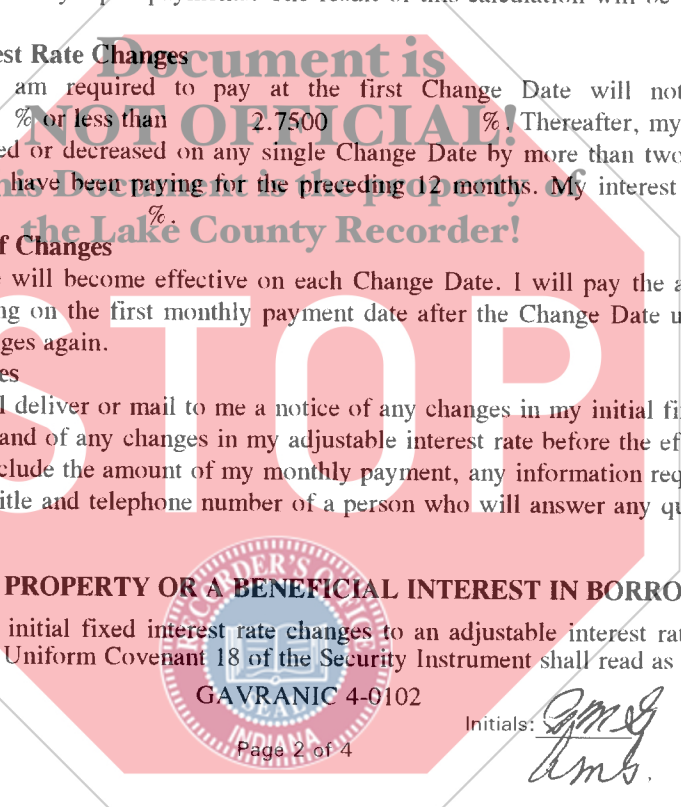 est Rate Changes
am required to pay at the first Change Date will not
% or less than 2.7500 %. Thereafter, my
ed or decreased on any single Change Date by more than two
have been paying for the preceding 12 months. My interest
%.
f Changes
will become effective on each Change Date. I will pay the a
ng on the first monthly payment date after the Change Date u
ges again.
es
l deliver or mail to me a notice of any changes in my initial fi
and of any changes in my adjustable interest rate before the ef
clude the amount of my monthly payment, any information req
itle and telephone number of a person who will answer any qu
PROPERTY OR A BENEFICIAL INTEREST IN BORRO
initial fixed interest rate changes to an adjustable interest rat
Uniform Covenant 18 of the Security Instrument shall read as
GAVRANIC 4-0102
Initials:
Page 2 of 4
Document is
NOT OFFICIAL!
his Document is the property of
the Lake County Recorder!
STOP
RECORDER'S OFFICE
SEAL
INDIANA